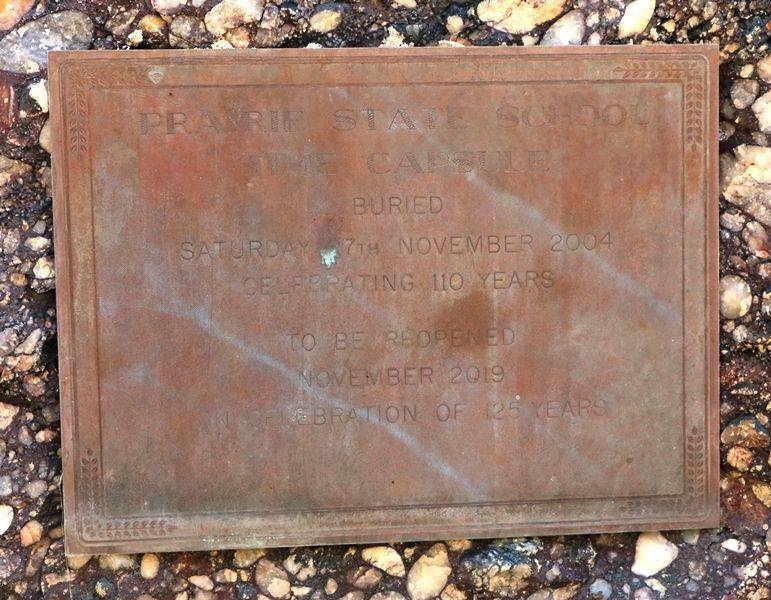 PRAIRIE STATE SCHOOL
TIME CAPSULE
BURIED
SATURDAY 27TH NOVEMBER 2004
CELEBRATING 110 YEARS
TO BE REOPENED
NOVEMBER 2019
IN CELEBRATION OF 125 YEARS